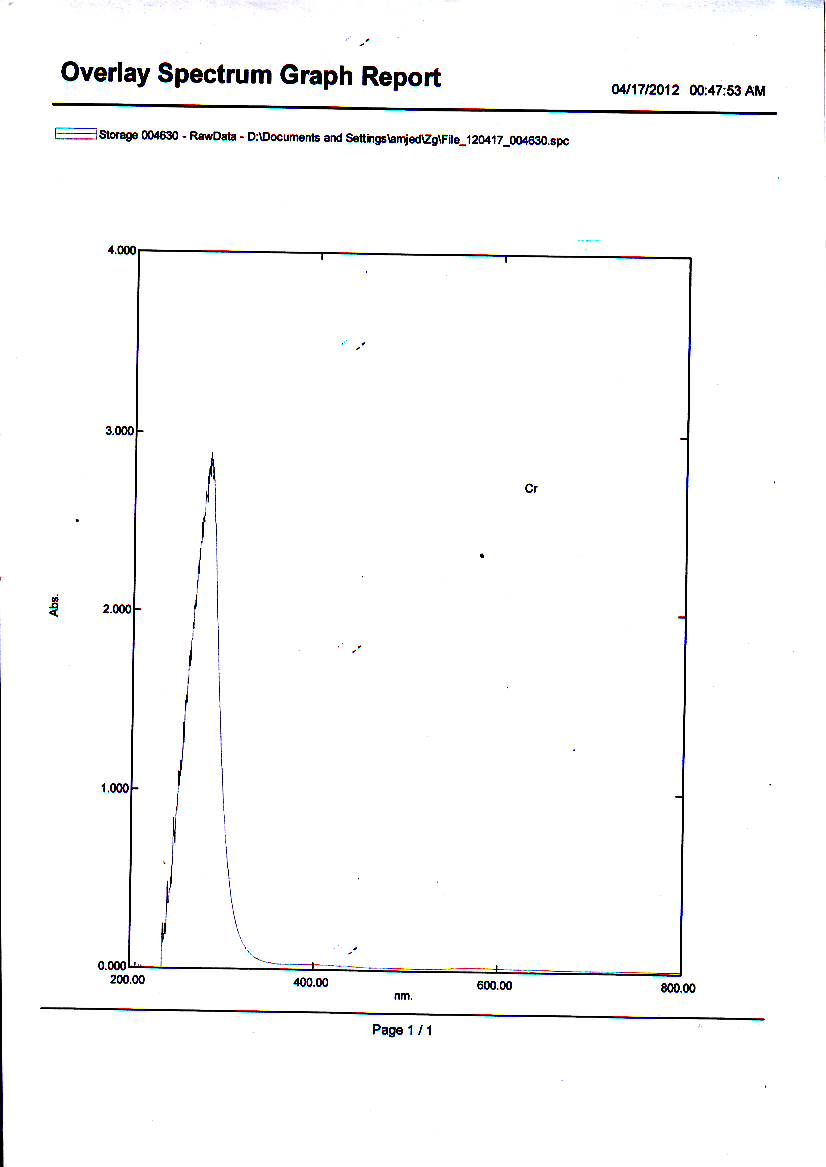 Overlay Spectrum Graph Report
04/17/2012 00:47:53 AM
Storage 004630 - RawData - D:\Documents and Settings\amjed\Zg\File_120417_004630.spc
4.000
3.000
Cr
Abs.
2.000
1.000
0.000
200.00
400.00
600.00
800.00
nm.
Page 1 / 1